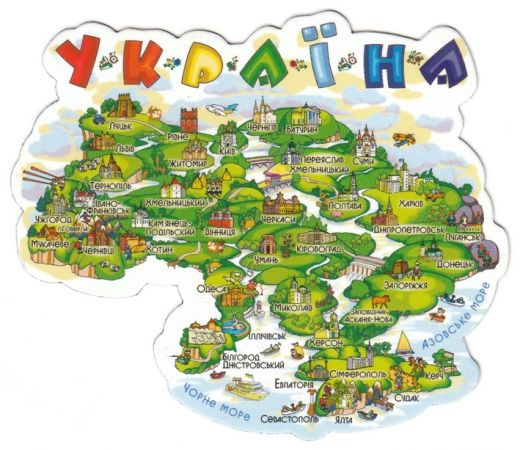 УКРАЇНА
ЛУЦЬК
РІВНЕ
ЧЕРНІГІВ
БАТУРИН
ЛЬВІВ
ЖИТОМИР
КИЇВ
ПЕРЕЯСЛАВ
ХМЕЛЬНИЦЬКИЙ
СУМИ
ТЕРНОПІЛЬ
ІВАНО-
ФРАНКІВСЬК
ХМЕЛЬНИЦЬКИЙ
ПОЛТАВА
ХАРКІВ
УЖГОРОД
КАМ'ЯНЕЦЬ-
ПОДІЛЬСЬКИЙ
ВІННИЦЯ
ЧЕРКАСИ
ДНІПРОПЕТРОВСЬК
ЛУГАНСЬК
МУКАЧЕВЕ
ЧЕРНІВЦІ
ХОТИН
УМАНЬ
КІРОВОГРАД
ДОНЕЦЬК
ОДЕСА
МИКОЛАЇВ
ЗАПОРІЖЖЯ
ЗАПОВІДНИК
АСКАНІЯ-НОВА
ІЛЛІЧІВСЬК
ХЕРСОН
АЗОВСЬКЕ МОРЕ
БІЛГОРОД
ДНІСТРОВСЬКИЙ
СІМФЕРОПОЛЬ
КЕРЧ
ЄВПАТОРІЯ
ЧОРНЕ МОРЕ
СУДАК
СЕВАСТОПОЛЬ
ЯЛТА